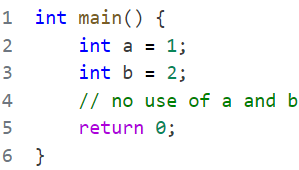 1 int main() {
2     int a = 1;
3     int b = 2;
4     // no use of a and b
5     return 0;
6 }